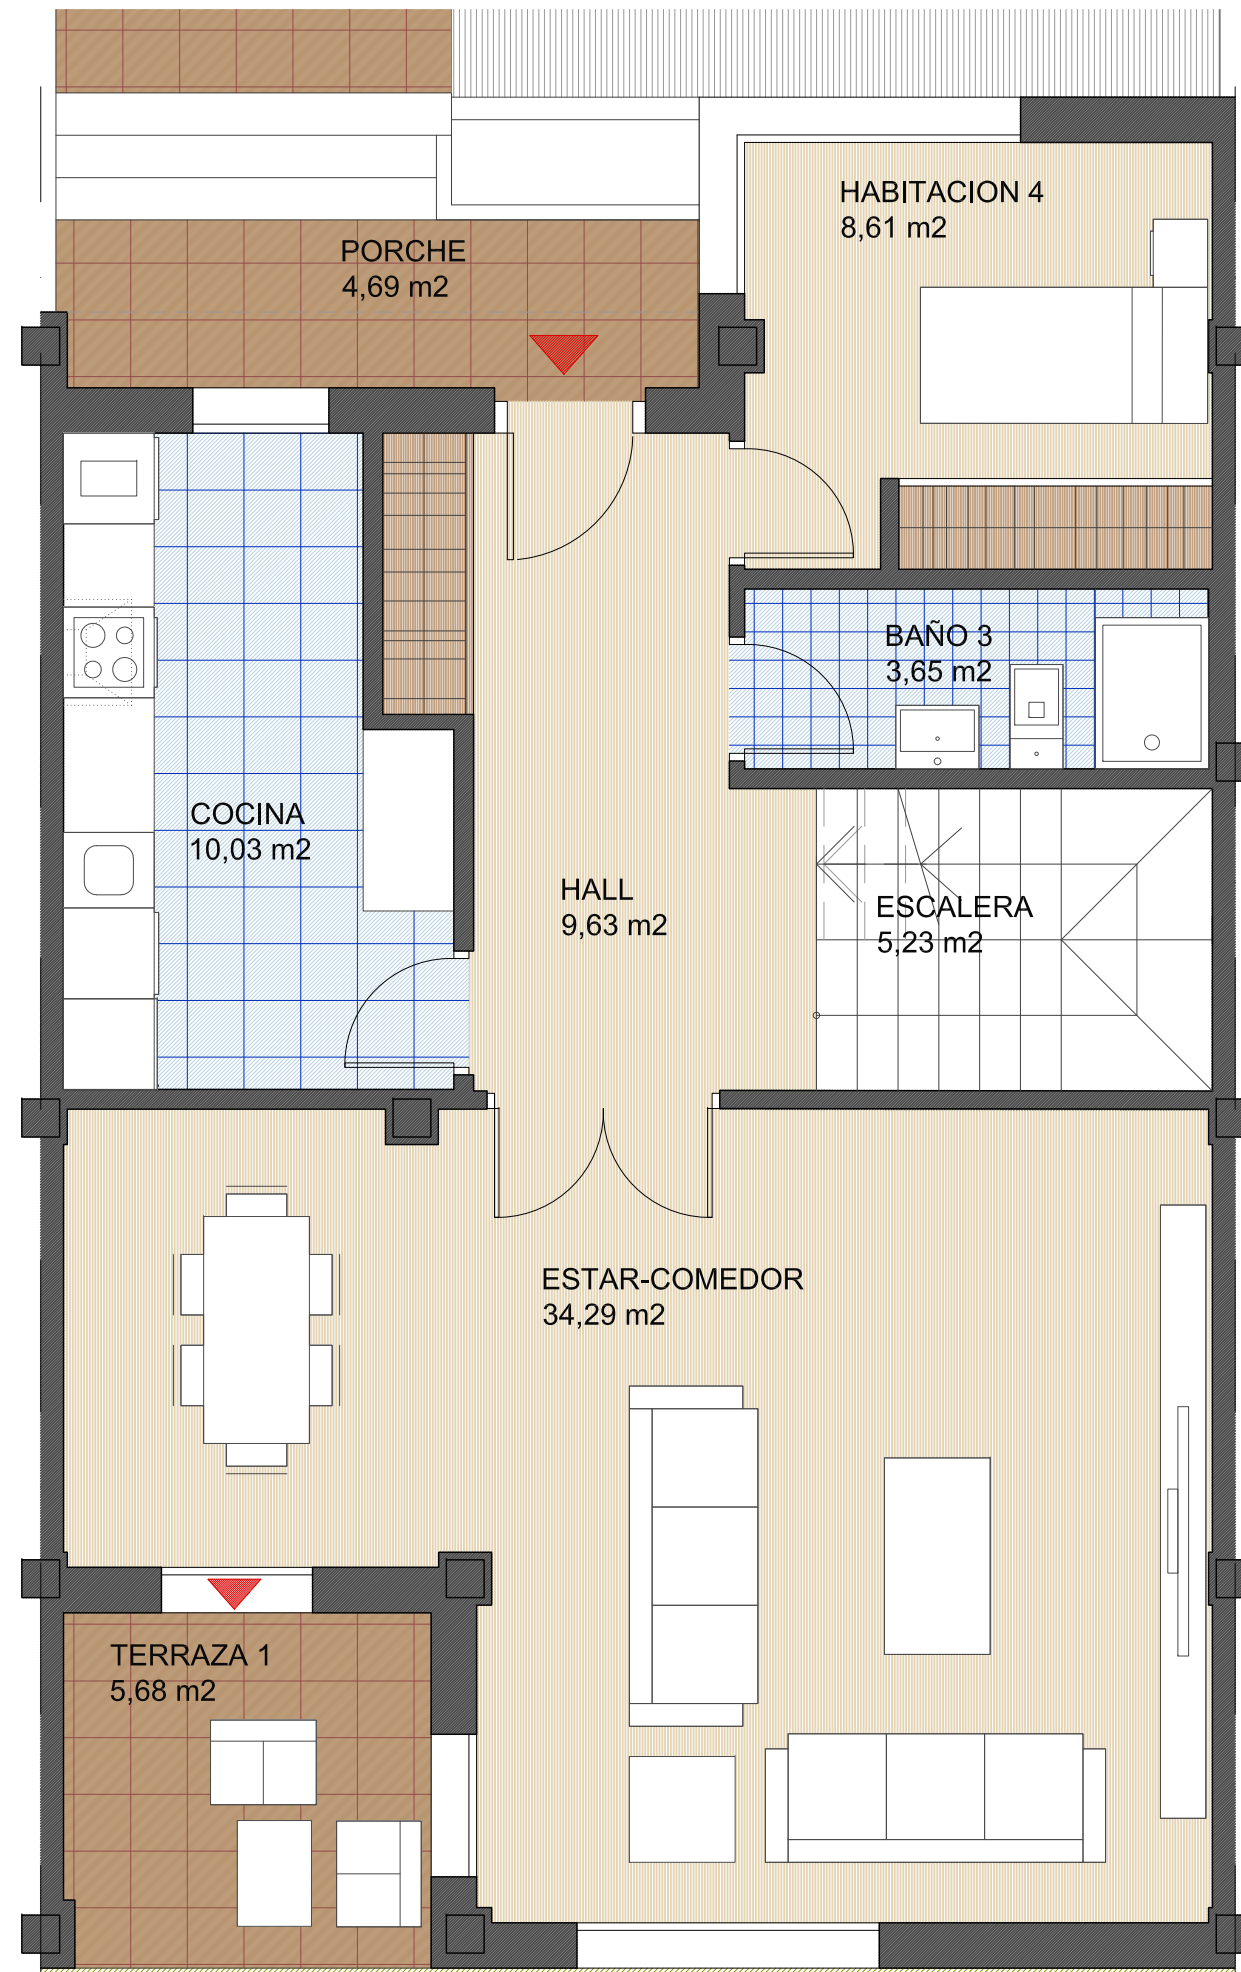 HABITACION 4
8,61 m2
PORCHE
4,69 m2
BAÑO 3
3,65 m2
COCINA
10,03 m2
HALL
9,63 m2
ESCALERA
5,23 m2
ESTAR-COMEDOR
34,29 m2
TERRAZA 1
5,68 m2